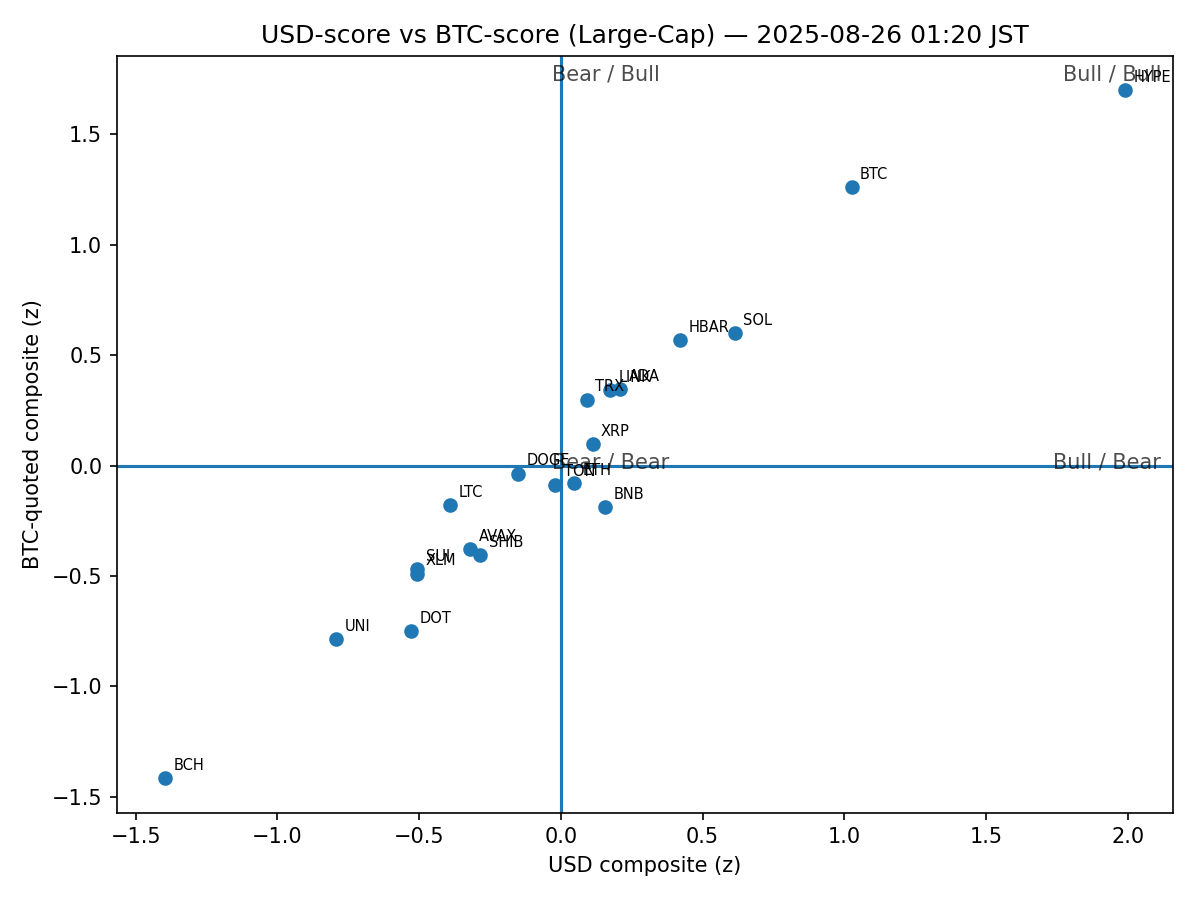 USD-score vs BTC-score (Large-Cap) — 2025-08-26 01:20 JST
Bear / Bull
Bull / Bull
HYPE
1.5
BTC
1.0
SOL
HBAR
0.5
LINK
ADA
TRX
XRP
0.0
DOGE
Bear / Bear
Bull / Bear
TON
ETH
BNB
LTC
AVAX
SHIB
SUI
XLM
−0.5
DOT
UNI
−1.0
BCH
−1.5
−1.5
−1.0
−0.5
0.0
0.5
1.0
1.5
2.0
USD composite (z)
BTC-quoted composite (z)